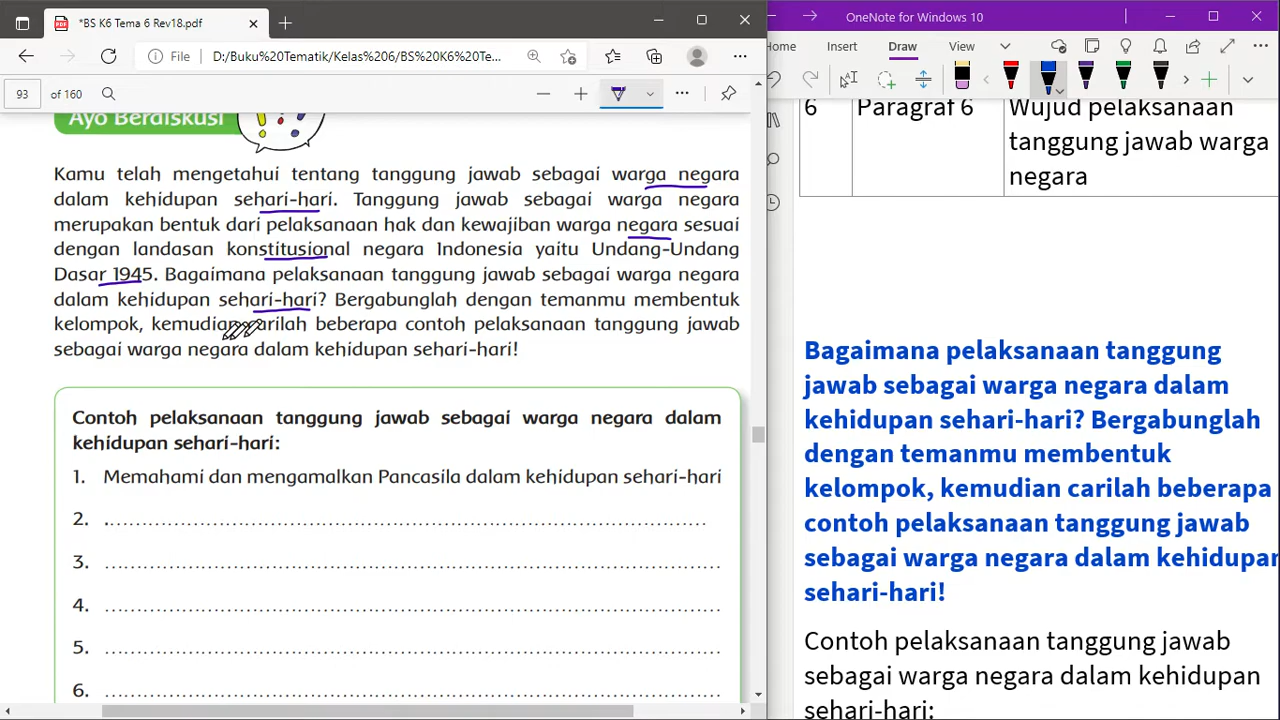 *BS K6 Tema 6 Rev18.pdf
File
D:/Buku%20Tematik/Kelas%206/BS%20K6%20Te...
93
of 160
Ayo Berdiskusi
Kamu telah mengetahui tentang tanggung jawab sebagai warga negara
dalam kehidupan sehari-hari. Tanggung jawab sebagai warga negara
merupakan bentuk dari pelaksanaan hak dan kewajiban warga negara sesuai
dengan landasan konstitusional negara Indonesia yaitu Undang-Undang
Dasar 1945. Bagaimana pelaksanaan tanggung jawab sebagai warga negara
dalam kehidupan sehari-hari? Bergabunglah dengan temanmu membentuk
kelompok, kemudian carilah beberapa contoh pelaksanaan tanggung jawab
sebagai warga negara dalam kehidupan sehari-hari!
Contoh pelaksanaan tanggung jawab sebagai warga negara dalam
kehidupan sehari-hari:
1. Memahami dan mengamalkan Pancasila dalam kehidupan sehari-hari
2.
3.
4.
5.
6.
OneNote for Windows 10
Home
Insert
Draw
View
6
Paragraf 6
Wujud pelaksanaan
tanggung jawab warga
negara
Bagaimana pelaksanaan tanggung
jawab sebagai warga negara dalam
kehidupan sehari-hari? Bergabunglah
dengan temanmu membentuk
kelompok, kemudian carilah beberapa
contoh pelaksanaan tanggung jawab
sebagai warga negara dalam kehidupan
sehari-hari!
Contoh pelaksanaan tanggung jawab
sebagai warga negara dalam kehidupan
sehari-hari: